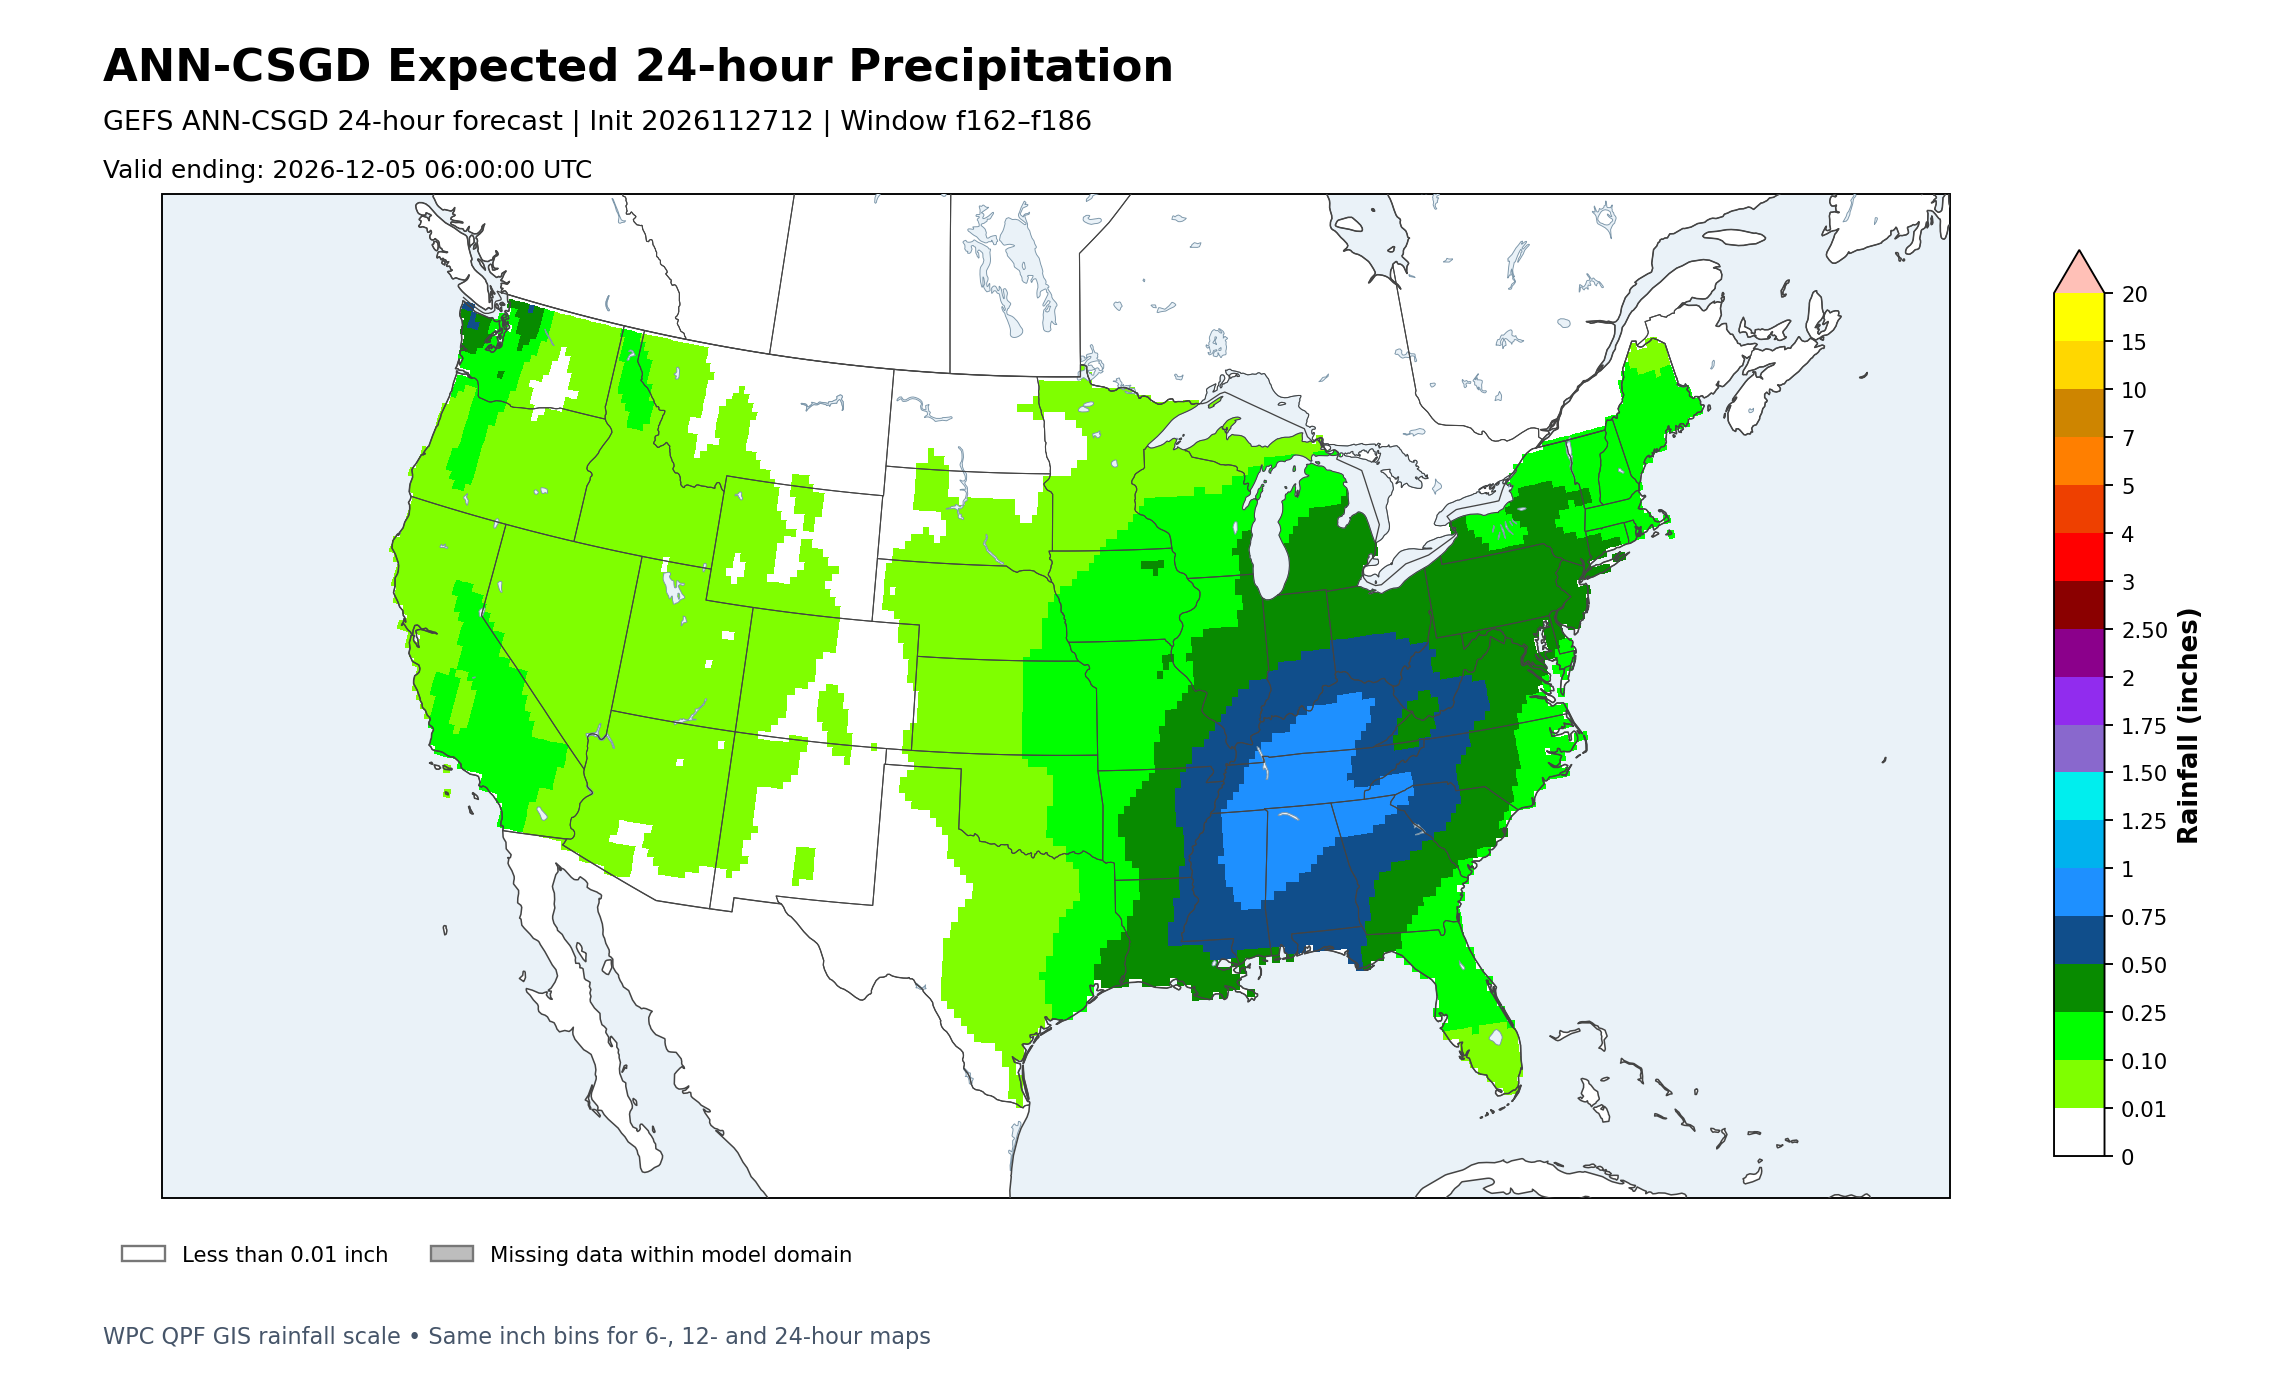 ANN-CSGD Expected 24-hour Precipitation
GEFS ANN-CSGD 24-hour forecast | Init 2026112712 | Window f162–f186
Valid ending: 2026-12-05 06:00:00 UTC
20
15
10
7
5
4
3
2.50
2
1.75
1.50
1.25
1
0.75
0.50
0.25
0.10
0.01
0
Rainfall (inches)
Less than 0.01 inch
Missing data within model domain
WPC QPF GIS rainfall scale • Same inch bins for 6-, 12- and 24-hour maps